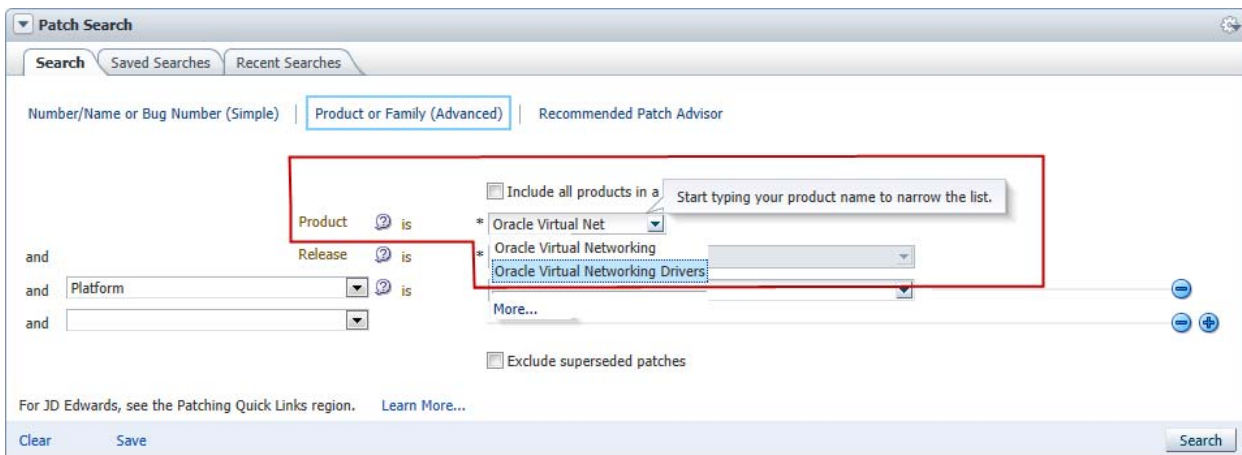 Patch Search
Search Saved Searches Recent Searches
Number/Name or Bug Number (Simple) Product or Family (Advanced) Recommended Patch Advisor
Include all products in a
Start typing your product name to narrow the list.
Product ? is * Oracle Virtual Net
Oracle Virtual Networking
and Release ? is *
Oracle Virtual Networking Drivers
and Platform ? is
More...
and
Exclude superseded patches
For JD Edwards, see the Patching Quick Links region. Learn More...
Clear Save Search